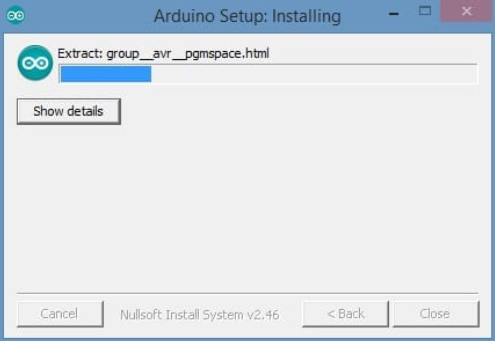 Arduino Setup: Installing
Extract: group__avr__pgmspace.html
Show details
Cancel
Nullsoft Install System v2.46
< Back
Close